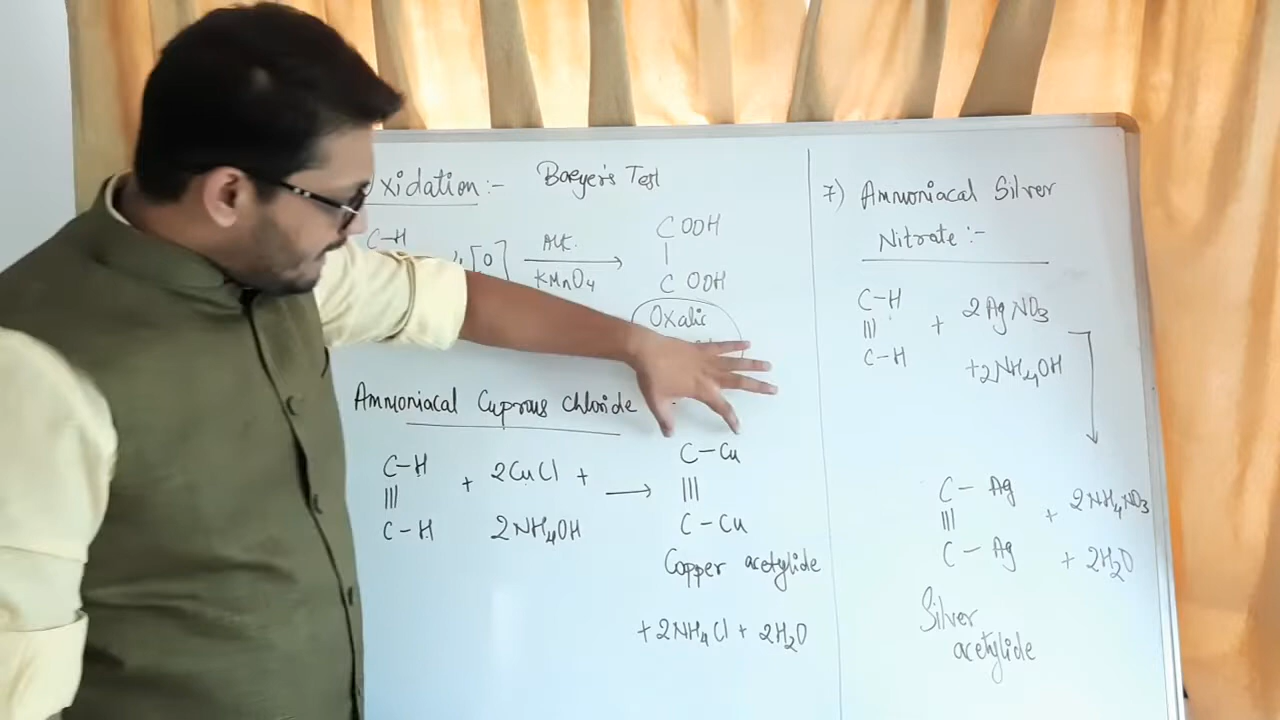 xidation:- Baeyer's Test
C-H
[O] Alk. KMnO4
COOH
|
C OOH
Oxalic
Ammoniacal Cuprous Chloride
C-H
|||
C-H
+ 2CuCl +
2NH4OH
→
C-Cu
|||
C-Cu
Copper acetylide
+ 2NH4Cl + 2H2O
7) Ammoniacal Silver
Nitrate:-
C-H
|||
C-H
+ 2AgNO3
+2NH4OH
C-Ag
|||
C-Ag
+ 2NH4NO3
+ 2H2O
Silver
acetylide